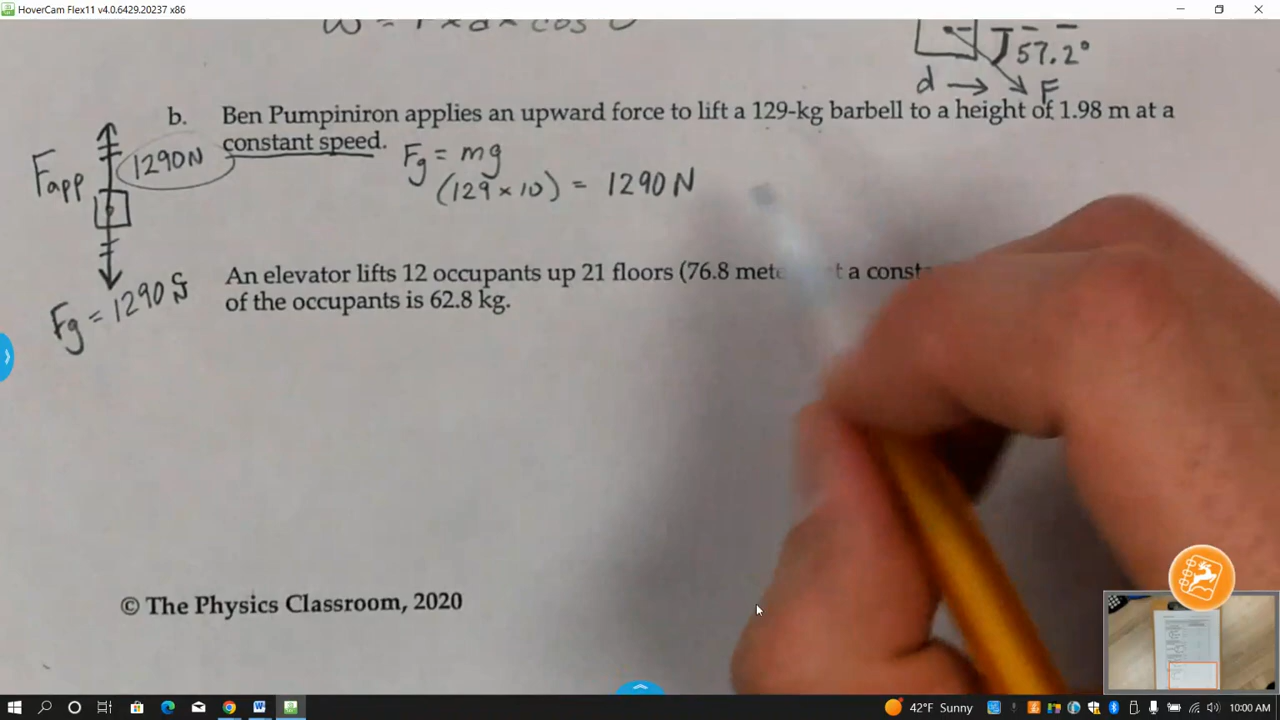 HoverCam Flex11 v4.0.6429.20237 x86
57.2°
d → F
b. Ben Pumpiniron applies an upward force to lift a 129-kg barbell to a height of 1.98 m at a
constant speed.
Fapp
1290N
Fg = mg
(129 × 10) = 1290 N
An elevator lifts 12 occupants up 21 floors (76.8 a
of the occupants is 62.8 kg.
Fg = 1290
© The Physics Classroom, 2020
42°F Sunny
10:00 AM